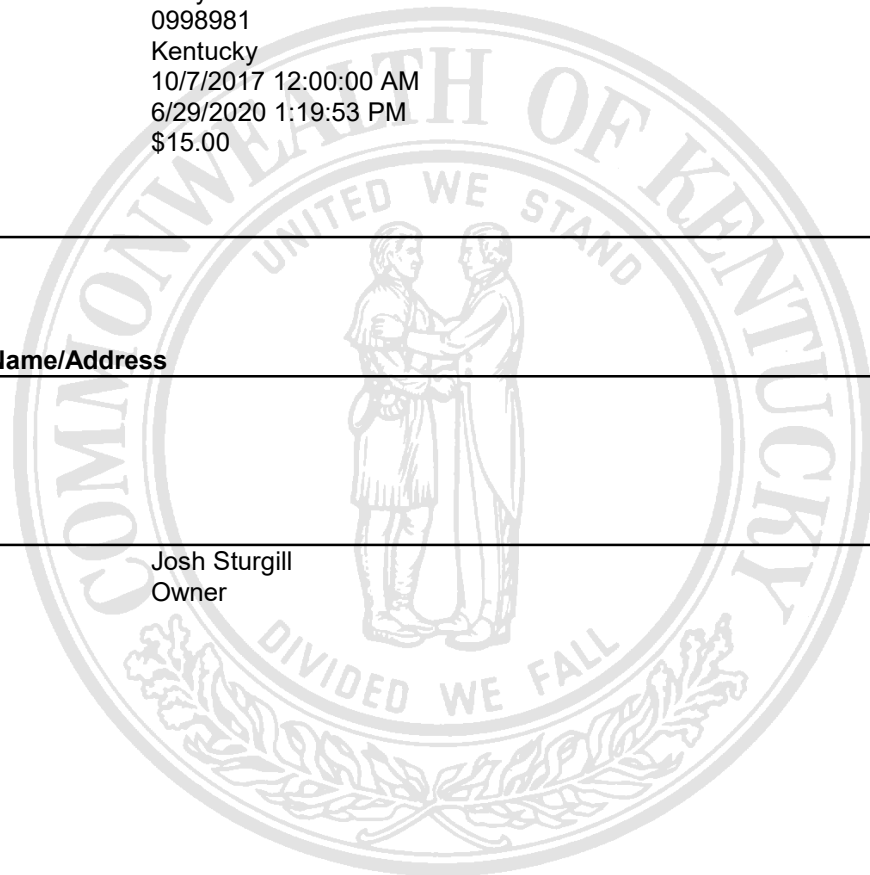 0998981
Kentucky
10/7/2017 12:00:00 AM
6/29/2020 1:19:53 PM
$15.00
COMMONWEALTH OF KENTUCKY
UNITED WE STAND
Name/Address
Josh Sturgill
Owner
DIVIDED WE FALL